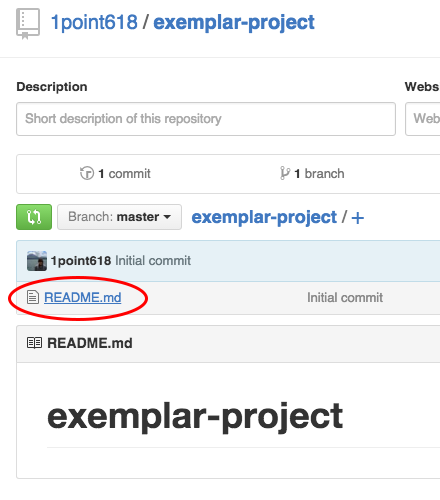 1point618 / exemplar-project
Description Webs
Short description of this repository Web
1 commit 1 branch
Branch: master exemplar-project / +
1point618 Initial commit
README.md Initial commit
README.md
exemplar-project